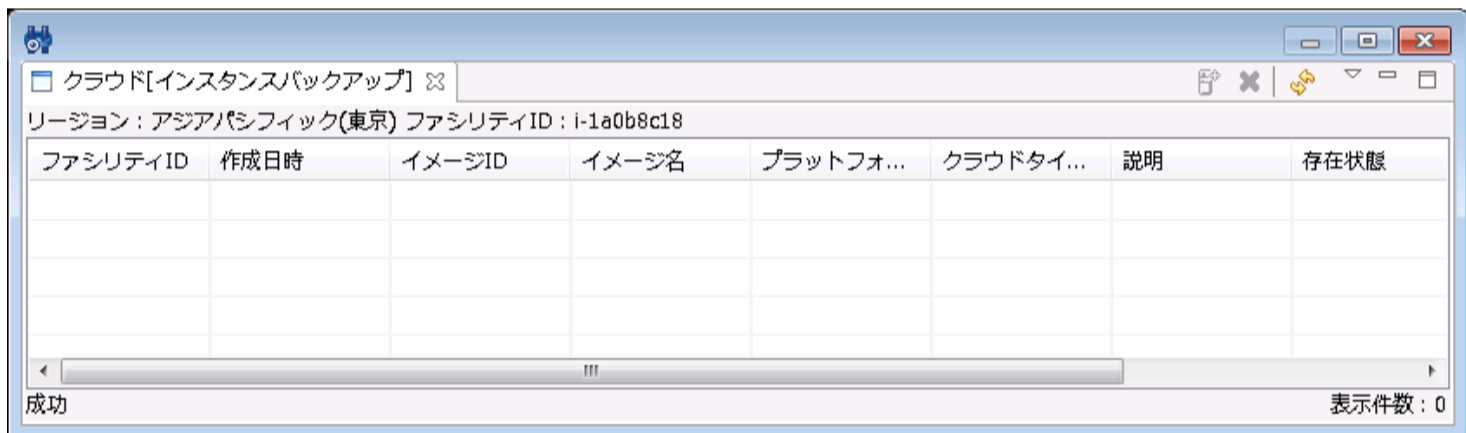 クラウド[インスタンスバックアップ]
リージョン：アジアパシフィック(東京) ファシリティID：i-1a0b8c18
ファシリティID 作成日時 イメージID イメージ名 プラットフォ... クラウドタイ... 説明 存在状態
成功 表示件数：0